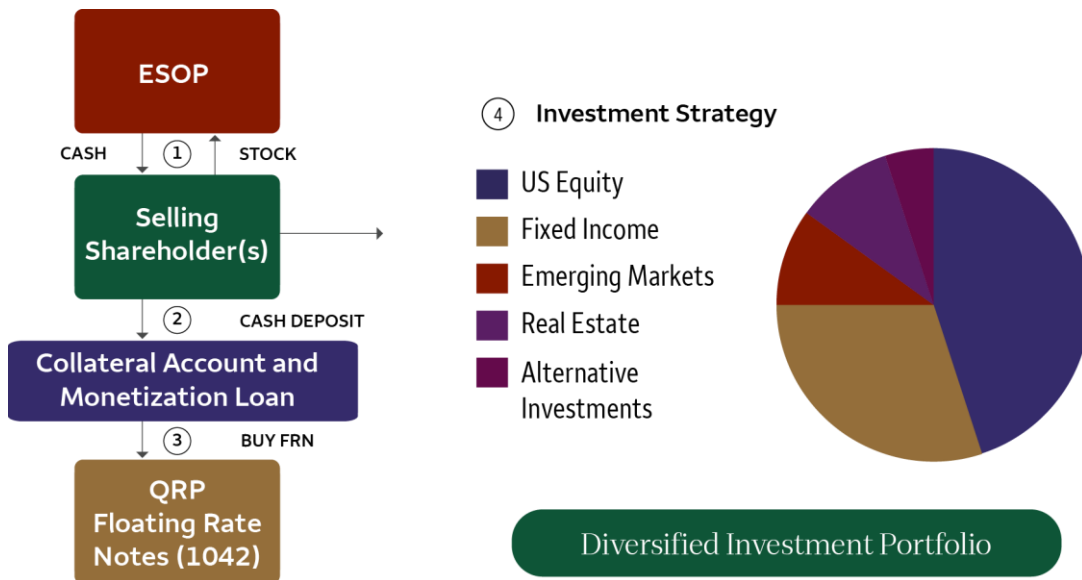 ESOP
CASH
1
STOCK
Selling
Shareholder(s)
2
CASH DEPOSIT
Collateral Account and
Monetization Loan
3
BUY FRN
QRP
Floating Rate
Notes (1042)
4 Investment Strategy
US Equity
Fixed Income
Emerging Markets
Real Estate
Alternative
Investments
Diversified Investment Portfolio